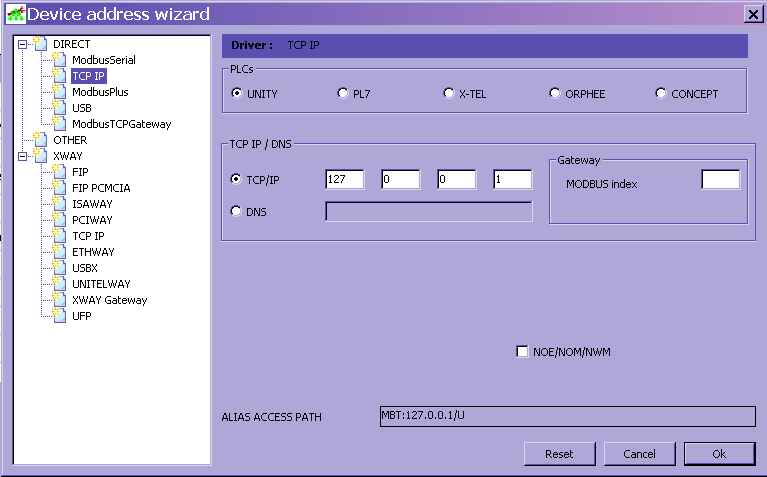 Device address wizard
DIRECT
ModbusSerial
TCP IP
ModbusPlus
USB
ModbusTCPGateway
OTHER
XWAY
FIP
FIP PCMCIA
ISAWAY
PCIWAY
TCP IP
ETHWAY
USBX
UNITELWAY
XWAY Gateway
UFP
Driver : TCP IP
PLCs
UNITY PL7 X-TEL ORPHEE CONCEPT
TCP IP / DNS
TCP/IP 127 0 0 1
DNS
Gateway
MODBUS index
NOE/NOM/NWM
ALIAS ACCESS PATH MBT:127.0.0.1/U
Reset Cancel Ok